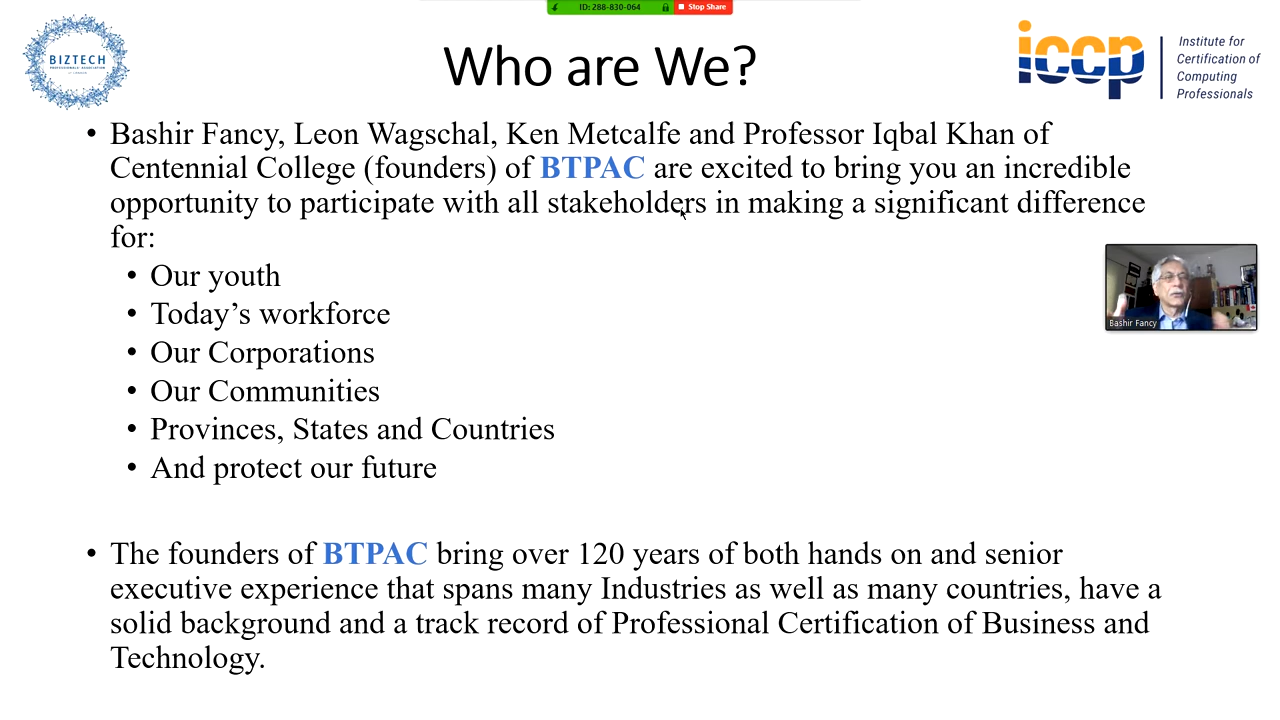 ID: 288-830-064 Stop Share
BIZTECH
Who are We?
iccp
Institute for
Certification of
Computing
Professionals
• Bashir Fancy, Leon Wagschal, Ken Metcalfe and Professor Iqbal Khan of
Centennial College (founders) of BTPAC are excited to bring you an incredible
opportunity to participate with all stakeholders in making a significant difference
for:
• Our youth
• Today’s workforce
• Our Corporations
• Our Communities
• Provinces, States and Countries
• And protect our future
Bashir Fancy
• The founders of BTPAC bring over 120 years of both hands on and senior
executive experience that spans many Industries as well as many countries, have a
solid background and a track record of Professional Certification of Business and
Technology.